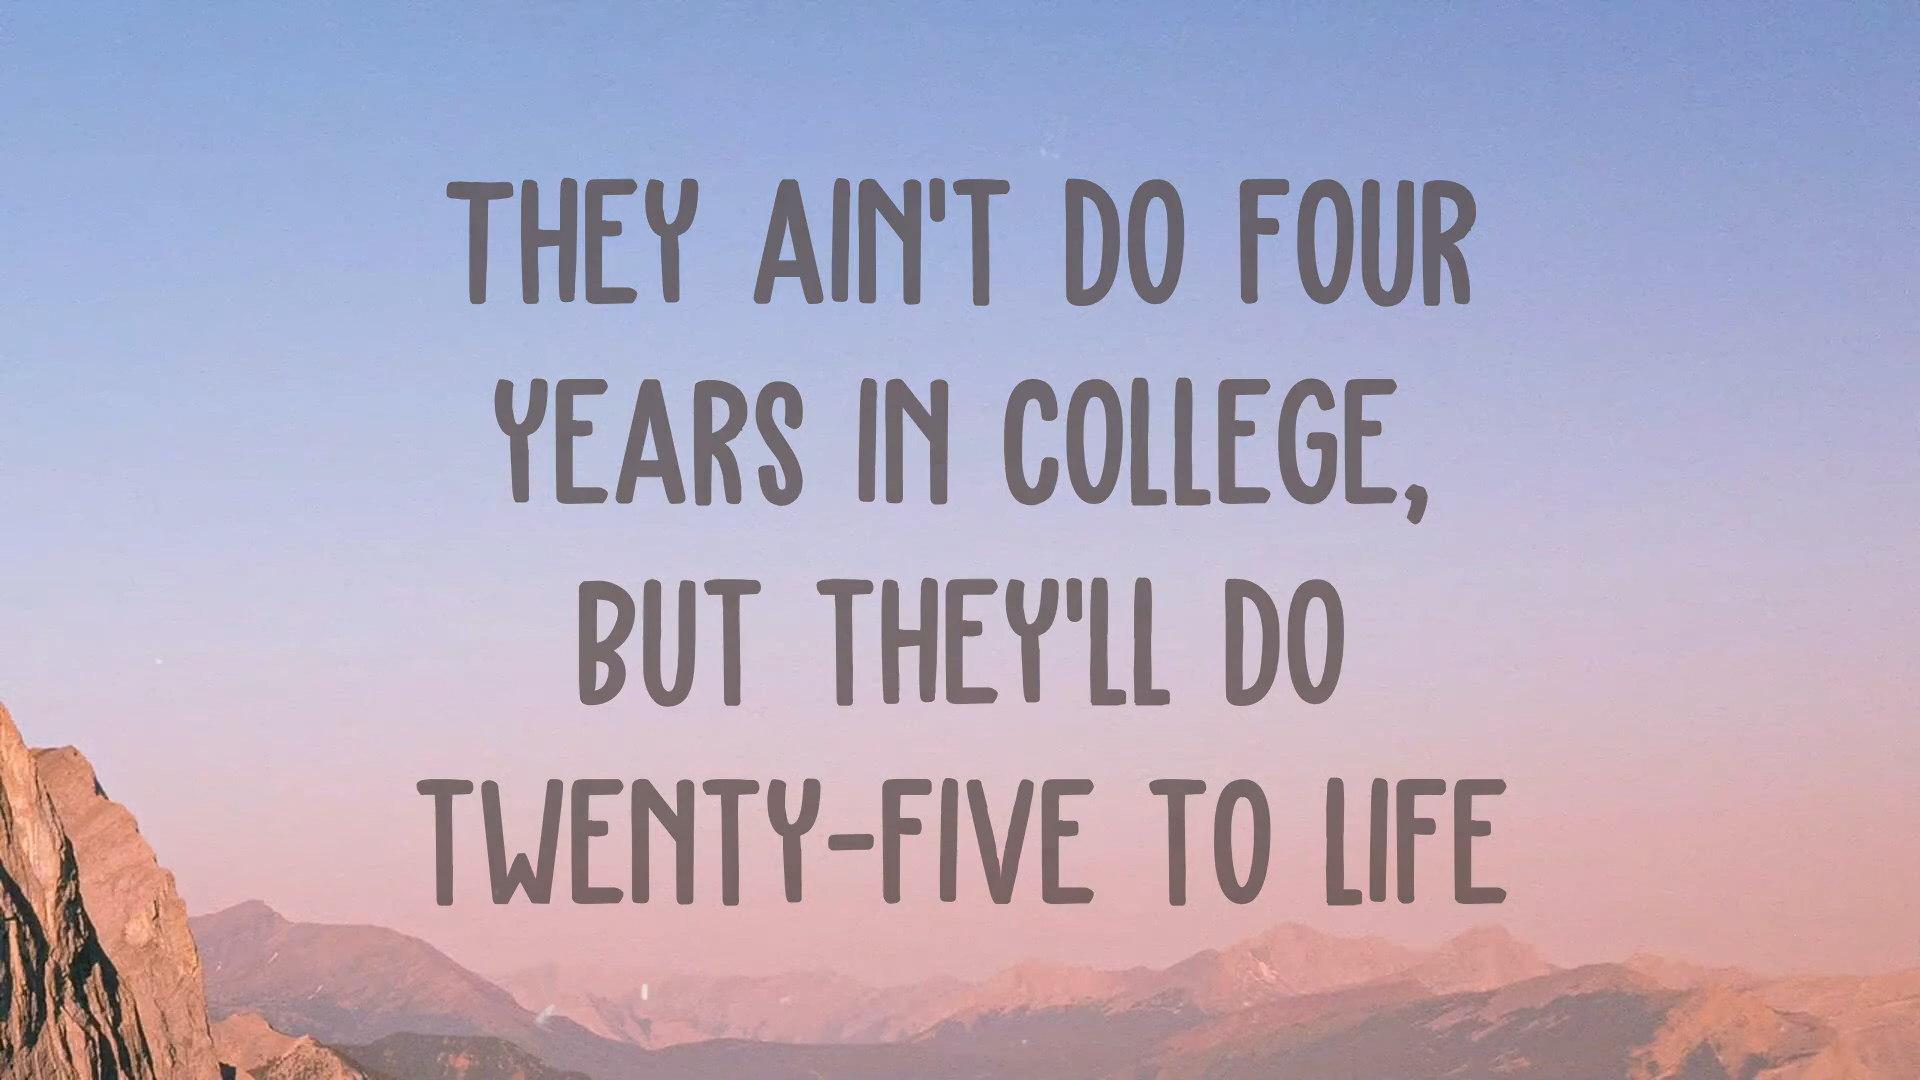 THEY AIN'T DO FOUR
YEARS IN COLLEGE,
BUT THEY'LL DO
TWENTY-FIVE TO LIFE